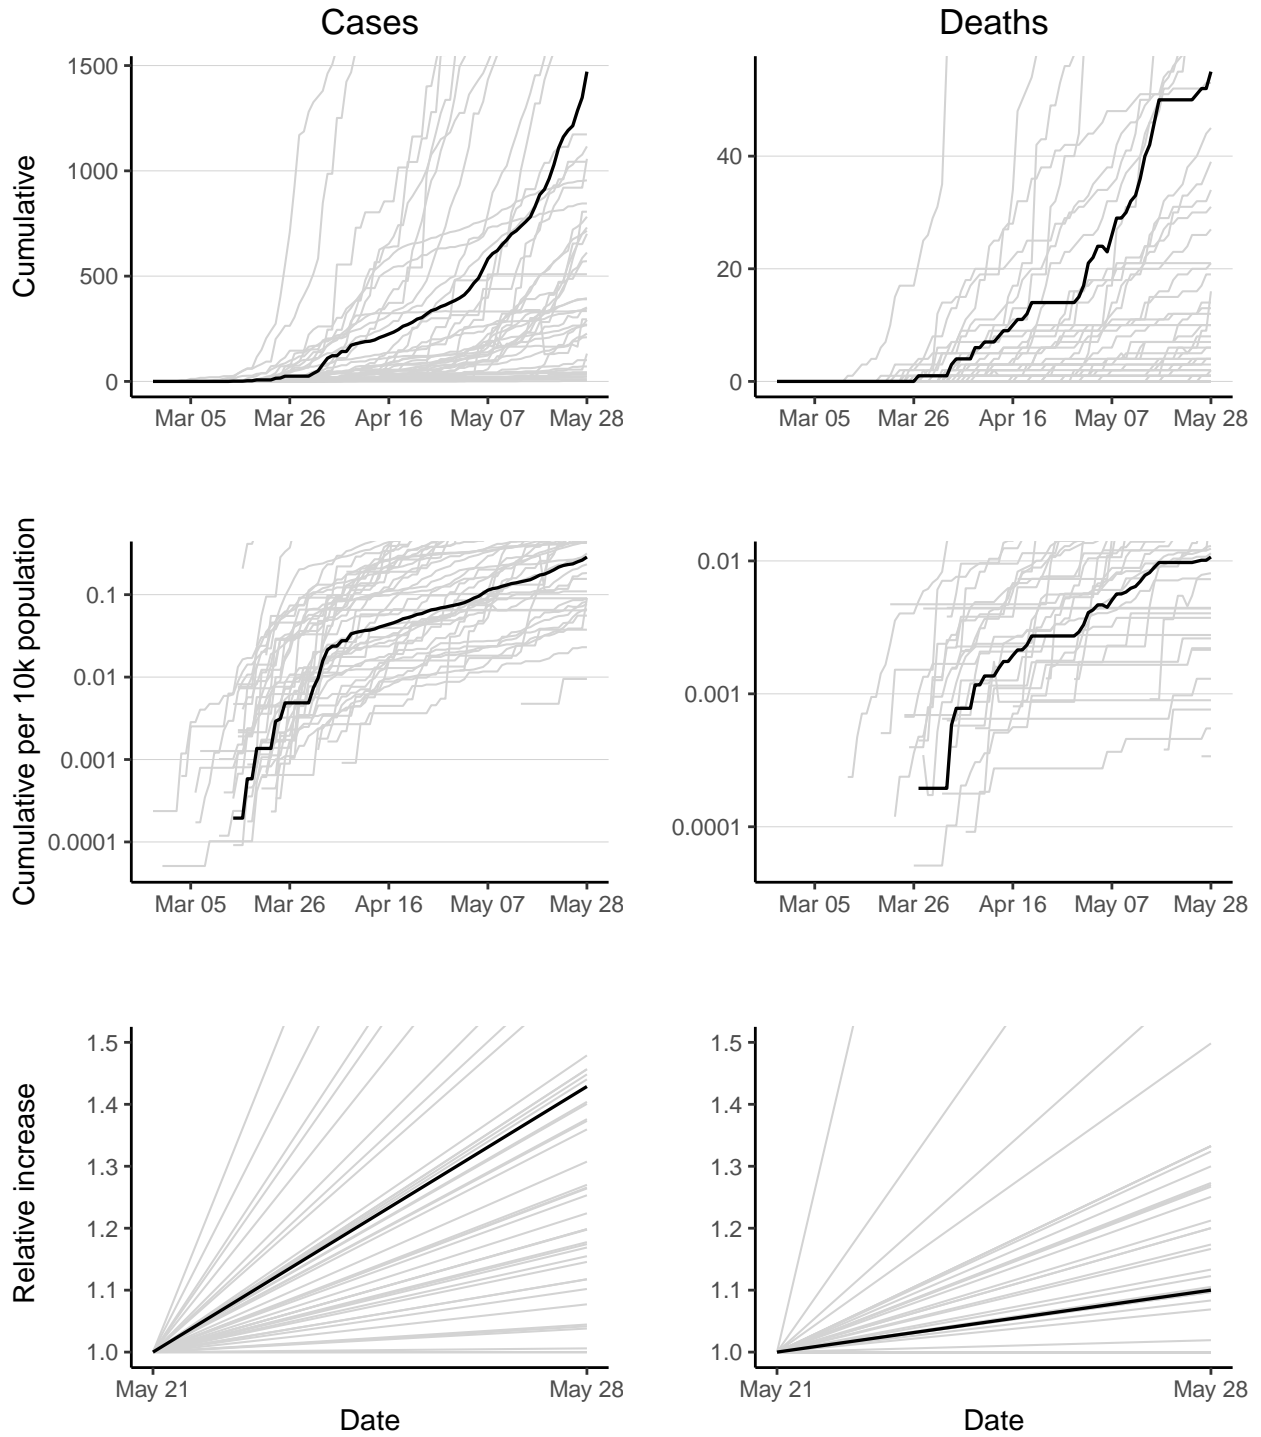 Cases
Deaths
Cumulative
1500
1000
500
0
Mar 05 Mar 26 Apr 16 May 07 May 28
40
20
0
Mar 05 Mar 26 Apr 16 May 07 May 28
Cumulative per 10k population
0.1
0.01
0.001
0.0001
Mar 05 Mar 26 Apr 16 May 07 May 28
0.01
0.001
0.0001
Mar 05 Mar 26 Apr 16 May 07 May 28
Relative increase
1.5
1.4
1.3
1.2
1.1
1.0
May 21 May 28
Date
1.5
1.4
1.3
1.2
1.1
1.0
May 21 May 28
Date